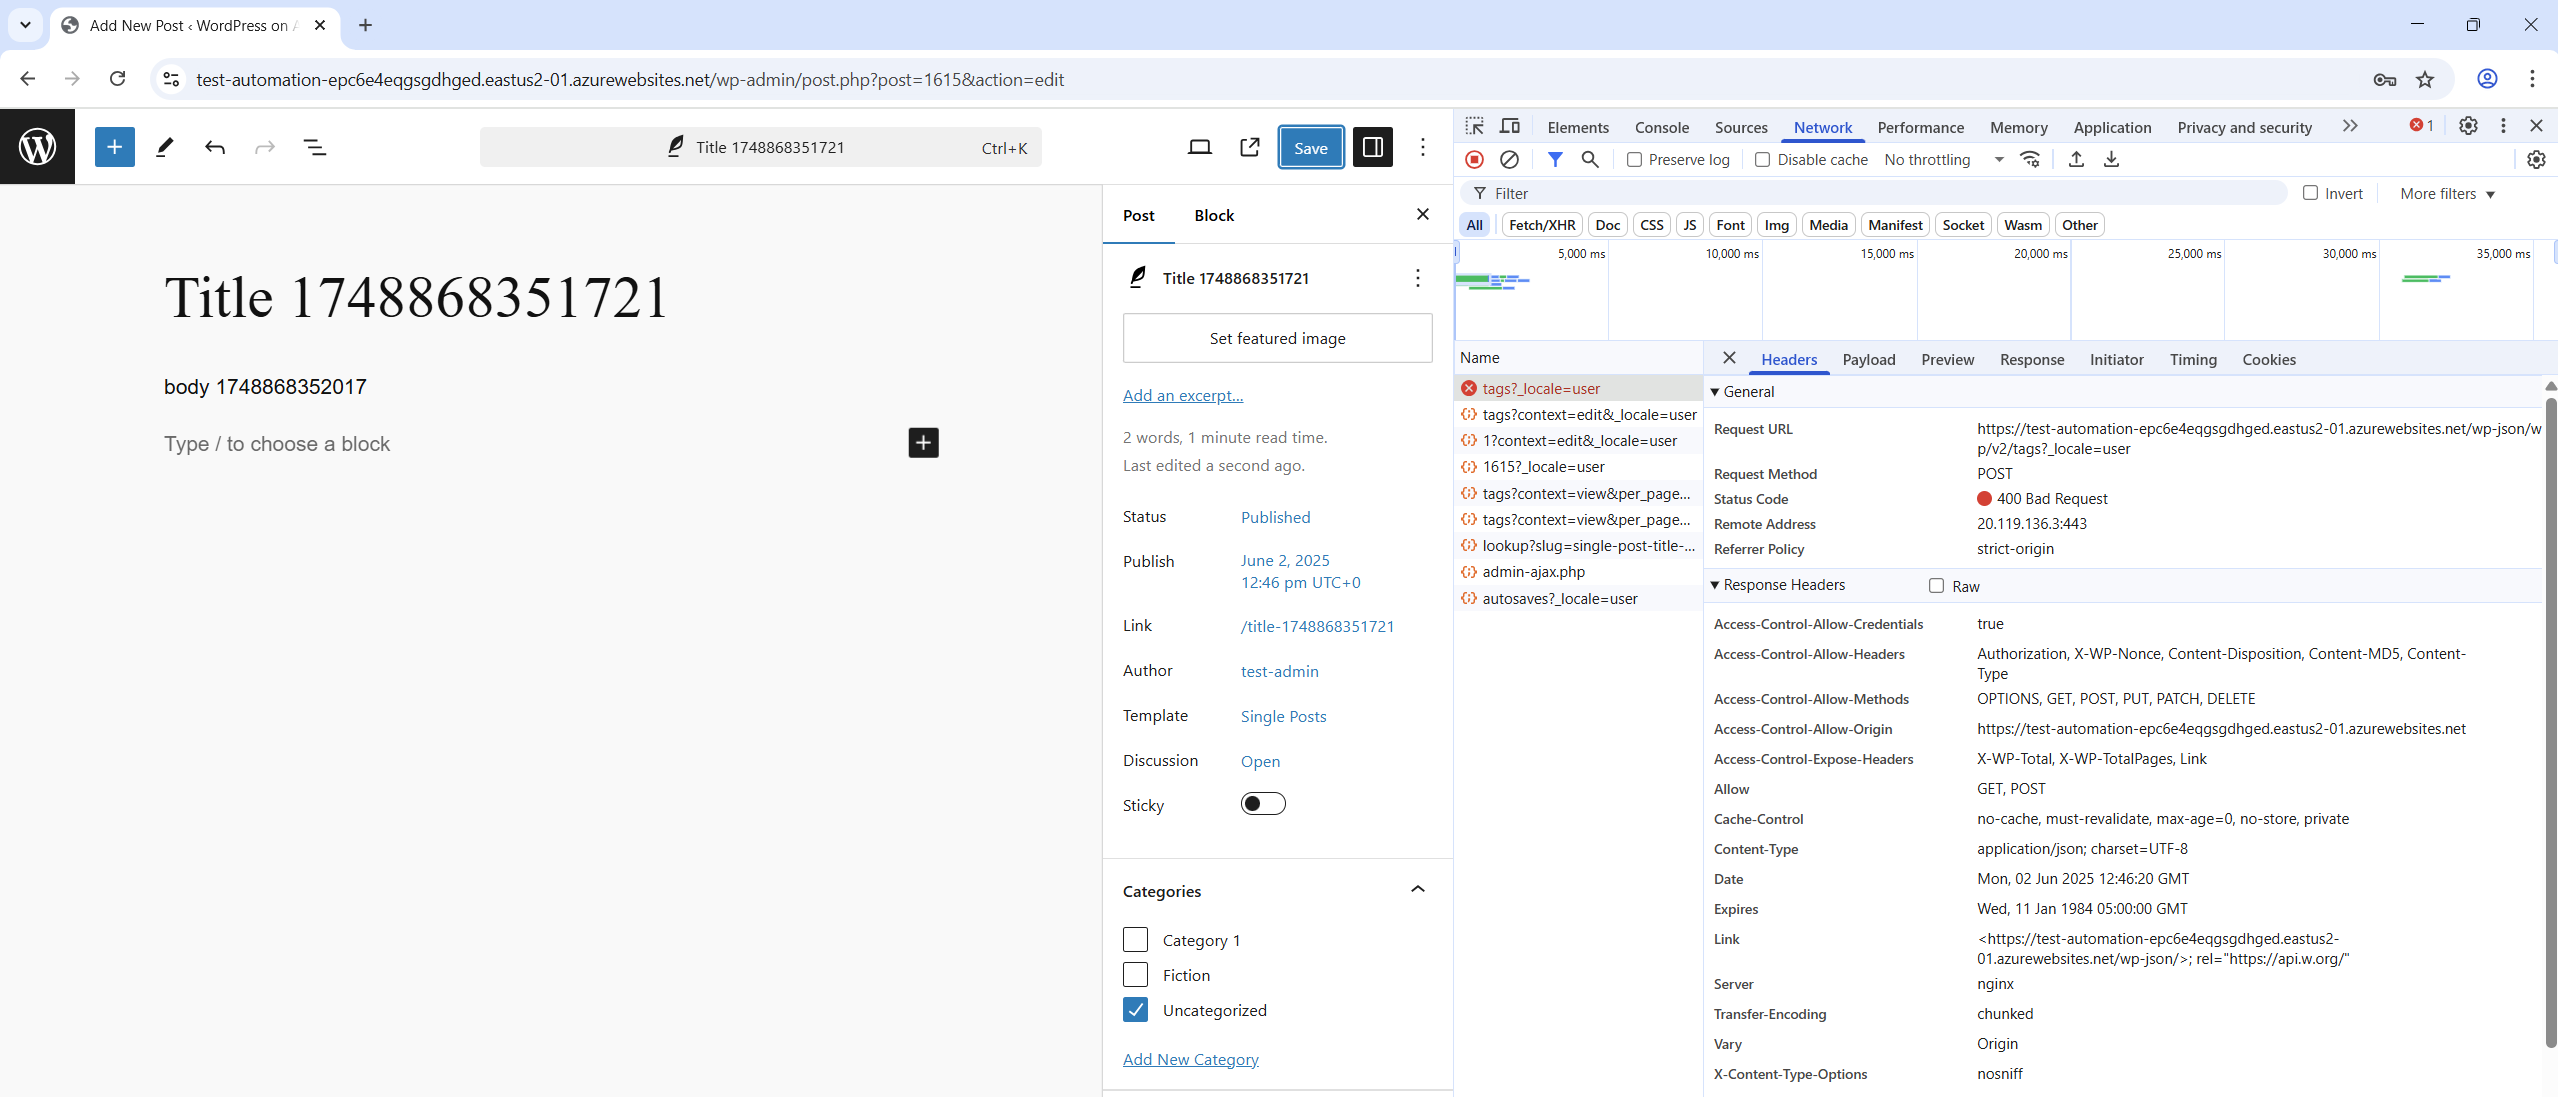 Add New Post ‹ WordPress on A
test-automation-epc6e4eqgsgdhged.eastus2-01.azurewebsites.net/wp-admin/post.php?post=1615&action=edit
Title 1748868351721
Ctrl+K
Save
Title 1748868351721
body 1748868352017
Type / to choose a block
Post
Block
Title 1748868351721
Set featured image
Add an excerpt...
2 words, 1 minute read time.
Last edited a second ago.
Status Published
Publish June 2, 2025
12:46 pm UTC+0
Link /title-1748868351721
Author test-admin
Template Single Posts
Discussion Open
Sticky
Categories
Category 1
Fiction
Uncategorized
Add New Category
Elements Console Sources Network Performance Memory Application Privacy and security 1
Preserve log Disable cache No throttling
Filter Invert More filters
All Fetch/XHR Doc CSS JS Font Img Media Manifest Socket Wasm Other
5,000 ms 10,000 ms 15,000 ms 20,000 ms 25,000 ms 30,000 ms 35,000 ms
Name
tags?_locale=user
tags?context=edit&_locale=user
1?context=edit&_locale=user
1615?_locale=user
tags?context=view&per_page...
tags?context=view&per_page...
lookup?slug=single-post-title-...
admin-ajax.php
autosaves?_locale=user
Headers Payload Preview Response Initiator Timing Cookies
General
Request URL https://test-automation-epc6e4eqgsgdhged.eastus2-01.azurewebsites.net/wp-json/w
p/v2/tags?_locale=user
Request Method POST
Status Code 400 Bad Request
Remote Address 20.119.136.3:443
Referrer Policy strict-origin
Response Headers Raw
Access-Control-Allow-Credentials true
Access-Control-Allow-Headers Authorization, X-WP-Nonce, Content-Disposition, Content-MD5, Content-
Type
Access-Control-Allow-Methods OPTIONS, GET, POST, PUT, PATCH, DELETE
Access-Control-Allow-Origin https://test-automation-epc6e4eqgsgdhged.eastus2-01.azurewebsites.net
Access-Control-Expose-Headers X-WP-Total, X-WP-TotalPages, Link
Allow GET, POST
Cache-Control no-cache, must-revalidate, max-age=0, no-store, private
Content-Type application/json; charset=UTF-8
Date Mon, 02 Jun 2025 12:46:20 GMT
Expires Wed, 11 Jan 1984 05:00:00 GMT
Link <https://test-automation-epc6e4eqgsgdhged.eastus2-
01.azurewebsites.net/wp-json/>; rel="https://api.w.org/"
Server nginx
Transfer-Encoding chunked
Vary Origin
X-Content-Type-Options nosniff